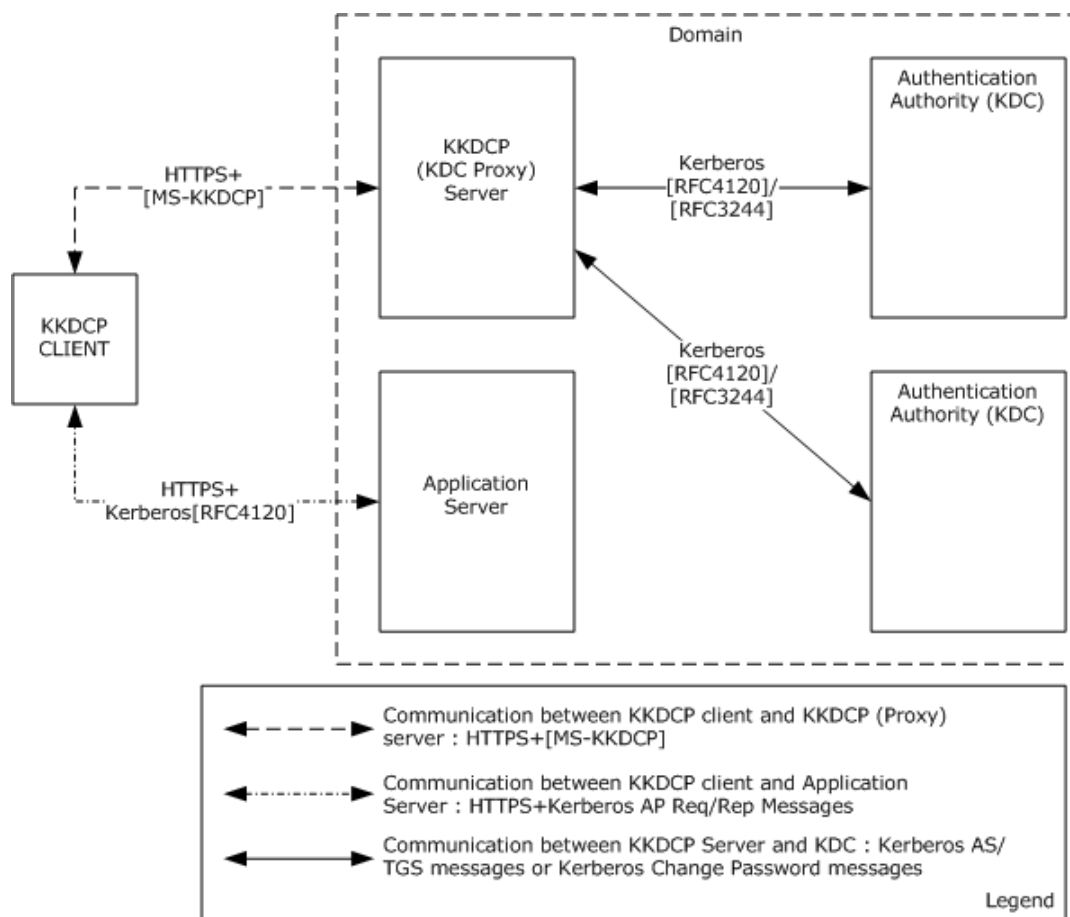 Domain
KKDCP
(KDC Proxy)
Server
Authentication
Authority (KDC)
HTTPS+
[MS-KKDCP]
Kerberos
[RFC4120]/
[RFC3244]
KKDCP
CLIENT
Kerberos
[RFC4120]/
[RFC3244]
Authentication
Authority (KDC)
HTTPS+
Kerberos[RFC4120]
Application
Server
Communication between KKDCP client and KKDCP (Proxy)
server : HTTPS+[MS-KKDCP]
Communication between KKDCP client and Application
Server : HTTPS+Kerberos AP Req/Rep Messages
Communication between KKDCP Server and KDC : Kerberos AS/
TGS messages or Kerberos Change Password messages
Legend